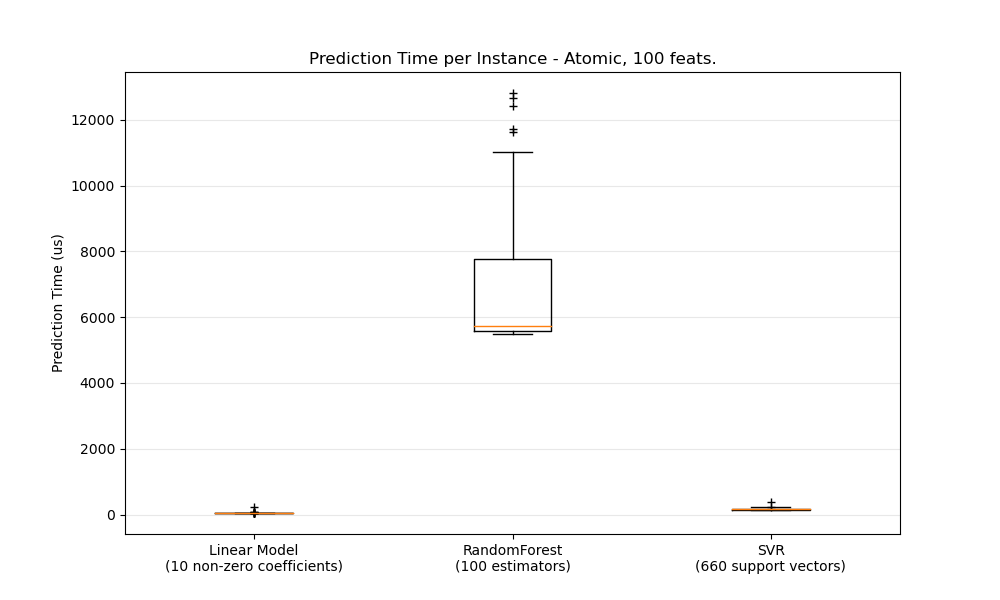 Prediction Time per Instance - Atomic, 100 feats.
Prediction Time (us)
12000
10000
8000
6000
4000
2000
0
Linear Model
(10 non-zero coefficients)
RandomForest
(100 estimators)
SVR
(660 support vectors)